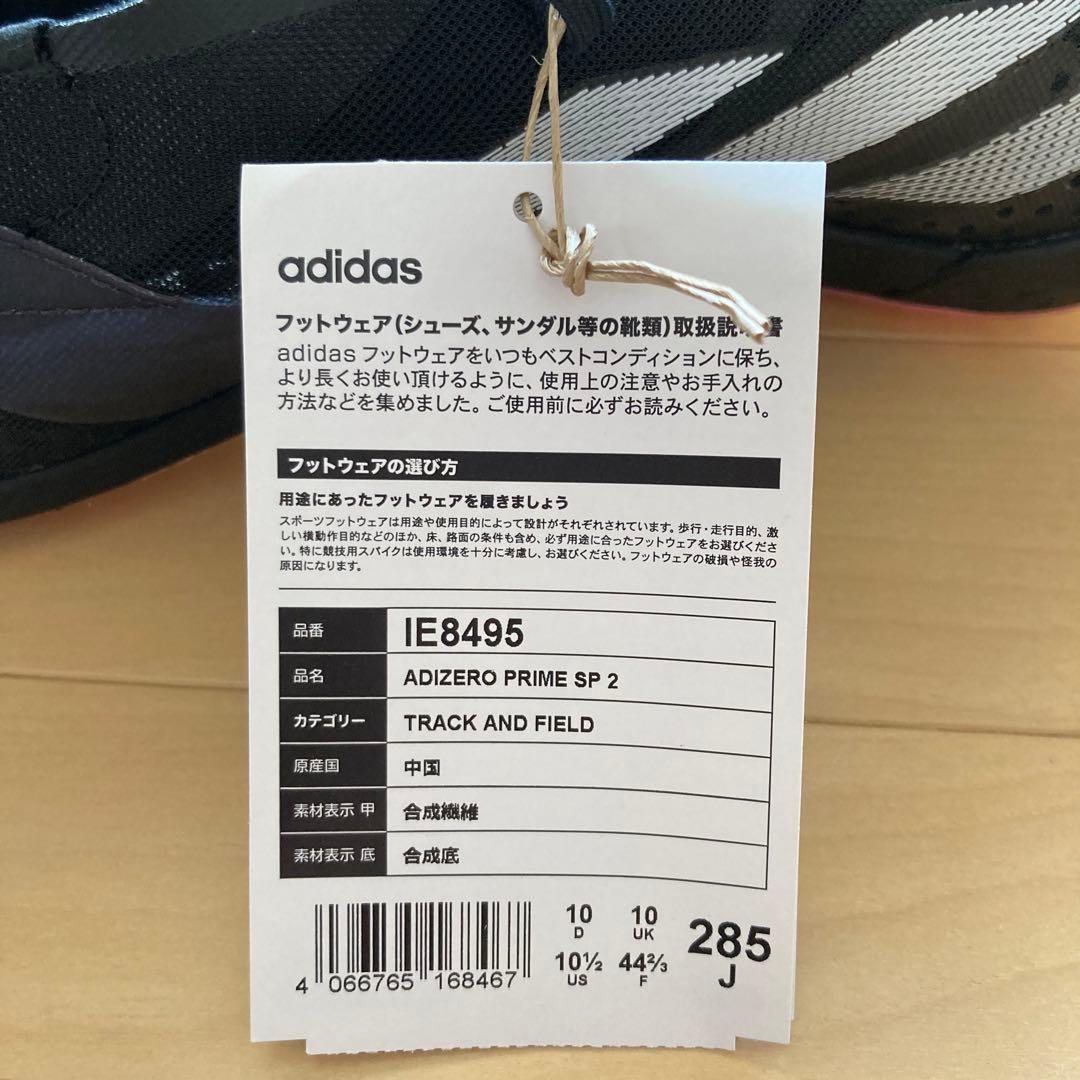 adidas
フットウェア(シューズ、サンダル等の靴類)取扱説 書
adidas フットウェアをいつもベストコンディションに保ち、
より長くお使い頂けるように、使用上の注意やお手入れの
方法などを集めました。ご使用前に必ずお読みください。
フットウェアの選び方
用途にあったフットウェアを履きましょう
スポーツフットウェアは用途や使用目的によって設計がそれぞれされています。歩行・走行目的、激
しい横動作目的などのほか、床、路面の条件も含め、必ず用途に合ったフットウェアをお選びくださ
い。特に競技用スパイクは使用環境を十分に考慮し、お選びください。フットウェアの破損や怪我の
原因になります。
品番 IE8495
品名 ADIZERO PRIME SP 2
カテゴリー TRACK AND FIELD
原産国 中国
素材表示 甲 合成繊維
素材表示 底 合成底
10 10 285
D UK J
10½ 44⅔
US F
4 066765 168467